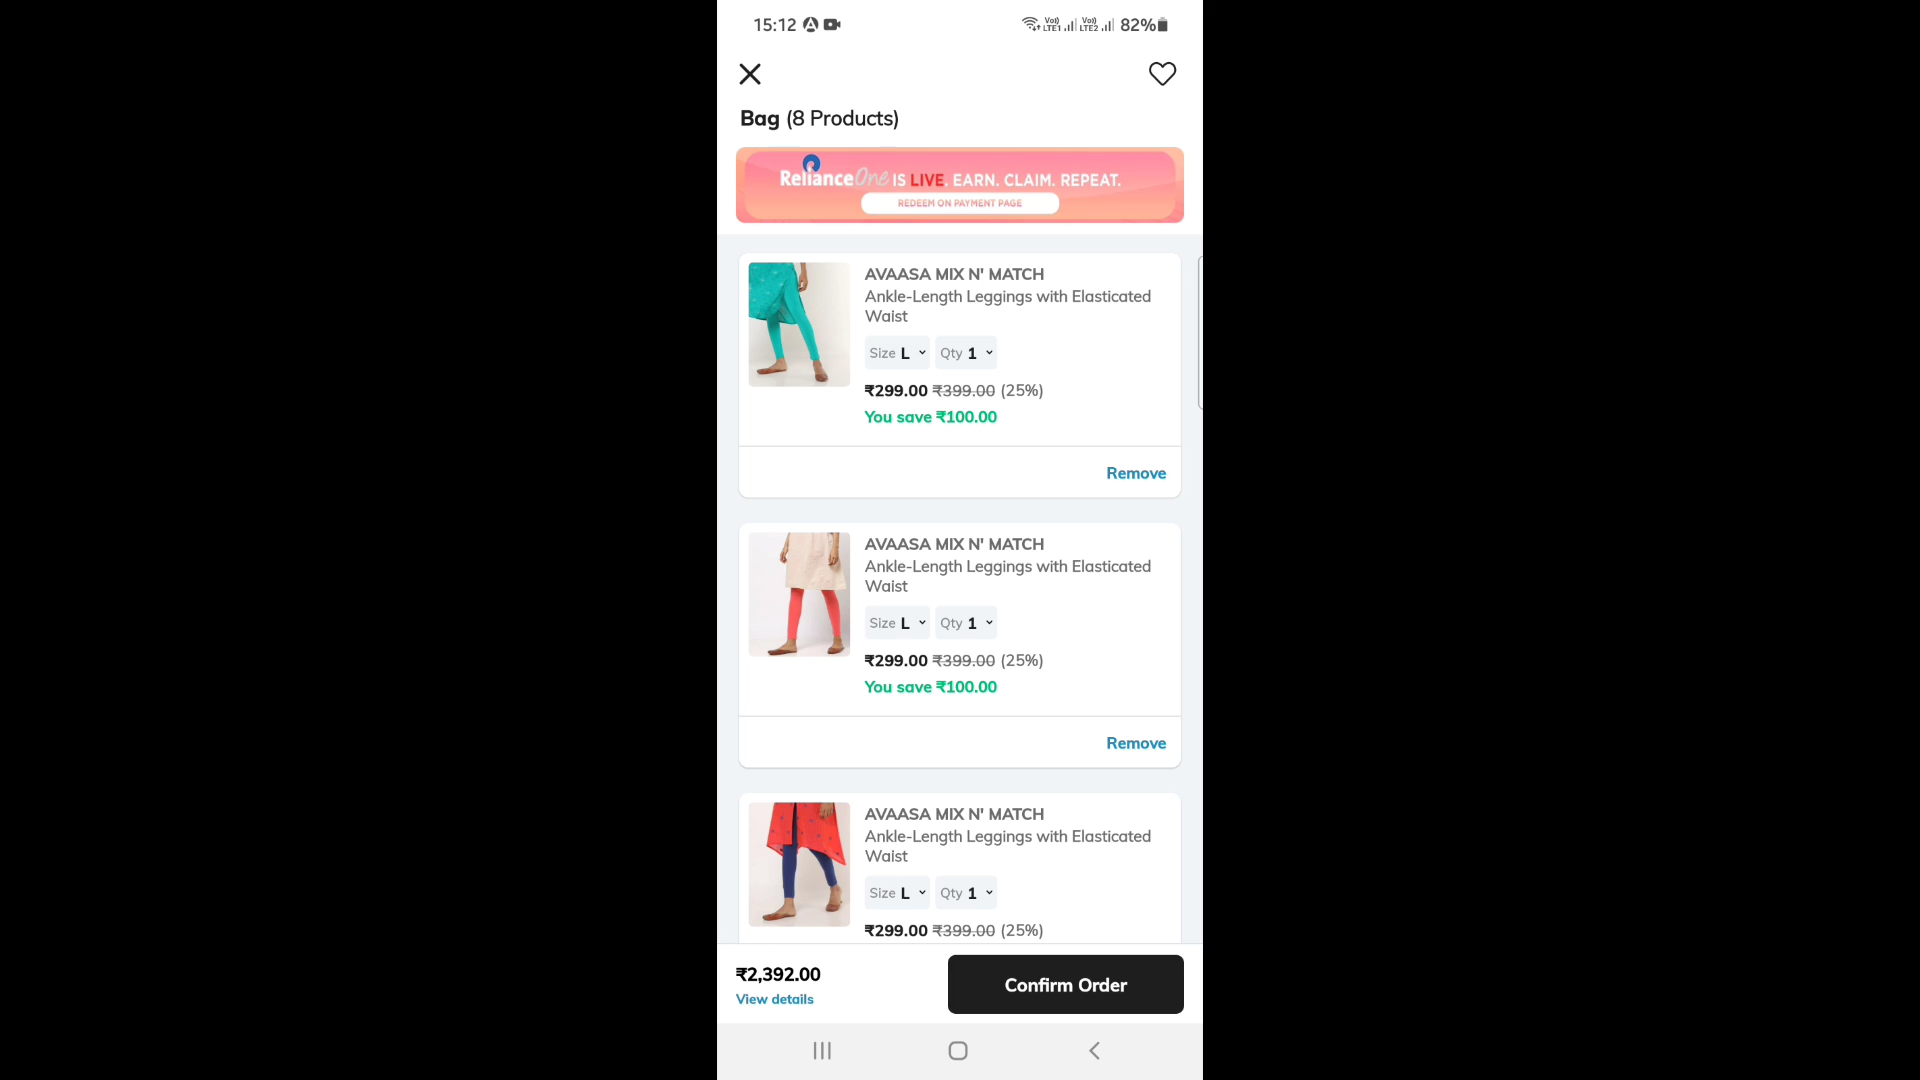 15:12
Vo)) LTE1 Vo)) LTE2 82%
Bag (8 Products)
RelianceOne IS LIVE. EARN. CLAIM. REPEAT.
REDEEM ON PAYMENT PAGE
AVAASA MIX N' MATCH
Ankle-Length Leggings with Elasticated
Waist
Size L Qty 1
₹299.00 ₹399.00 (25%)
You save ₹100.00
Remove
AVAASA MIX N' MATCH
Ankle-Length Leggings with Elasticated
Waist
Size L Qty 1
₹299.00 ₹399.00 (25%)
You save ₹100.00
Remove
AVAASA MIX N' MATCH
Ankle-Length Leggings with Elasticated
Waist
Size L Qty 1
₹299.00 ₹399.00 (25%)
₹2,392.00
View details
Confirm Order